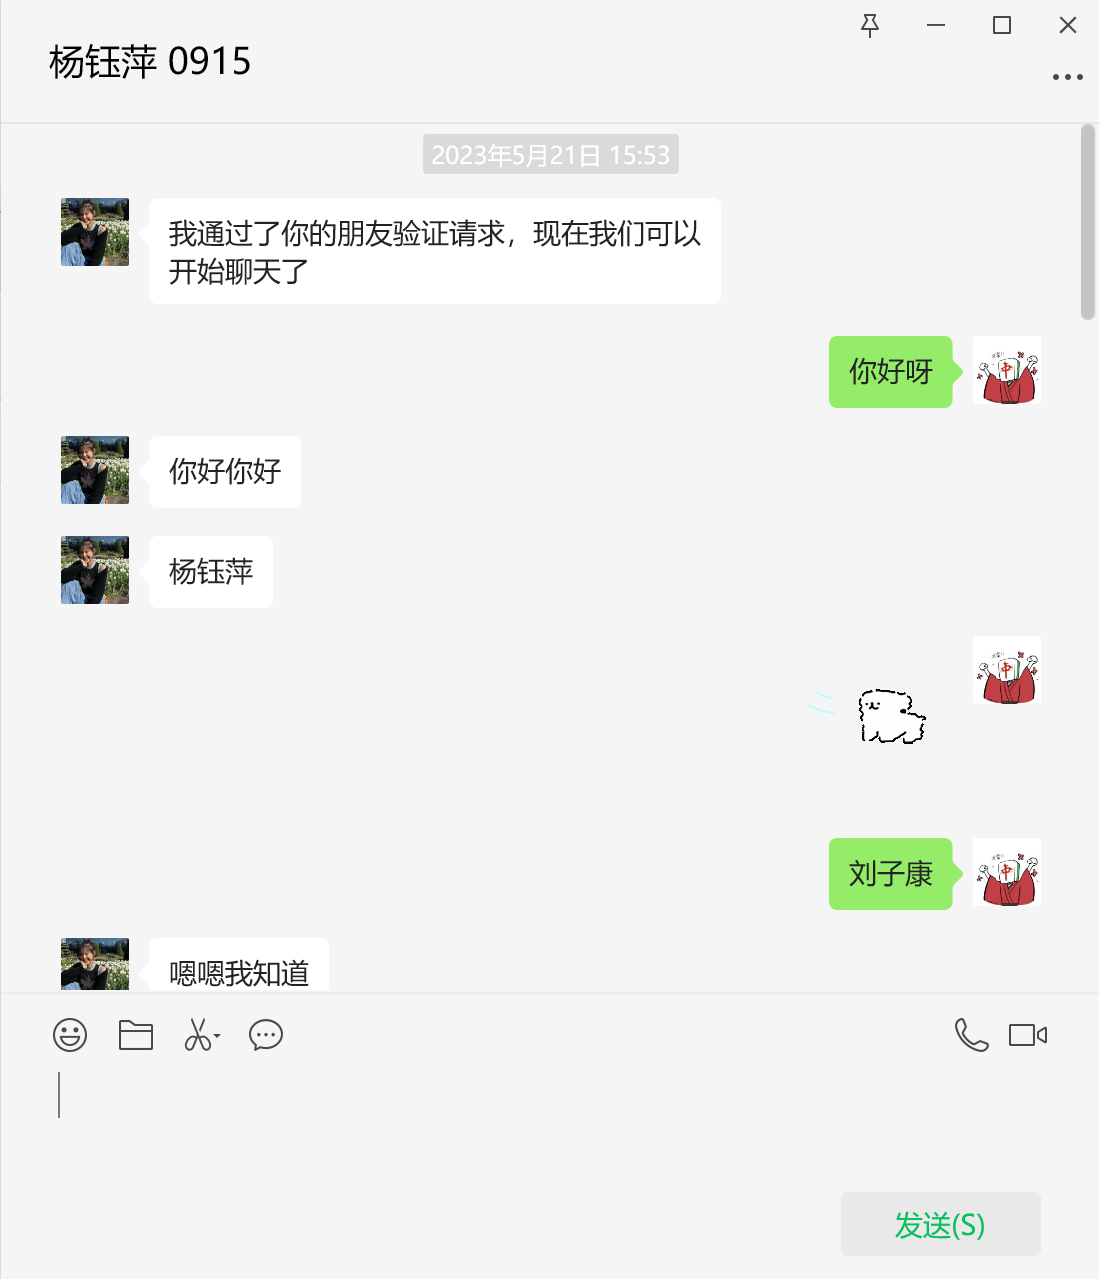 杨钰萍 0915
2023年5月21日 15:53
我通过了你的朋友验证请求，现在我们可以
开始聊天了
你好呀
你好你好
杨钰萍
刘子康
嗯嗯我知道
发送(S)